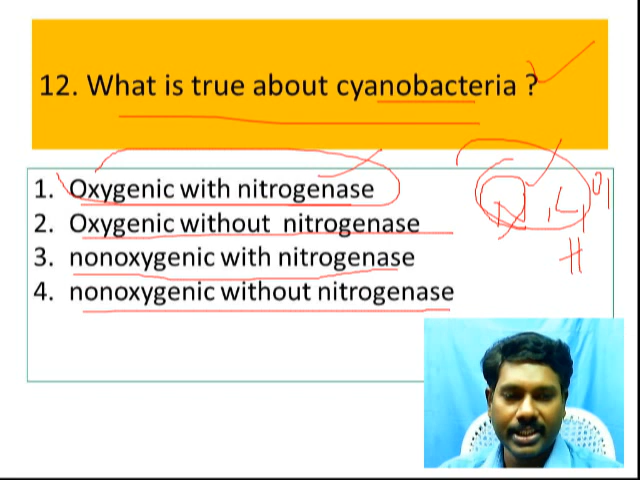 12. What is true about cyanobacteria ?
1. Oxygenic with nitrogenase
2. Oxygenic without nitrogenase
3. nonoxygenic with nitrogenase
4. nonoxygenic without nitrogenase